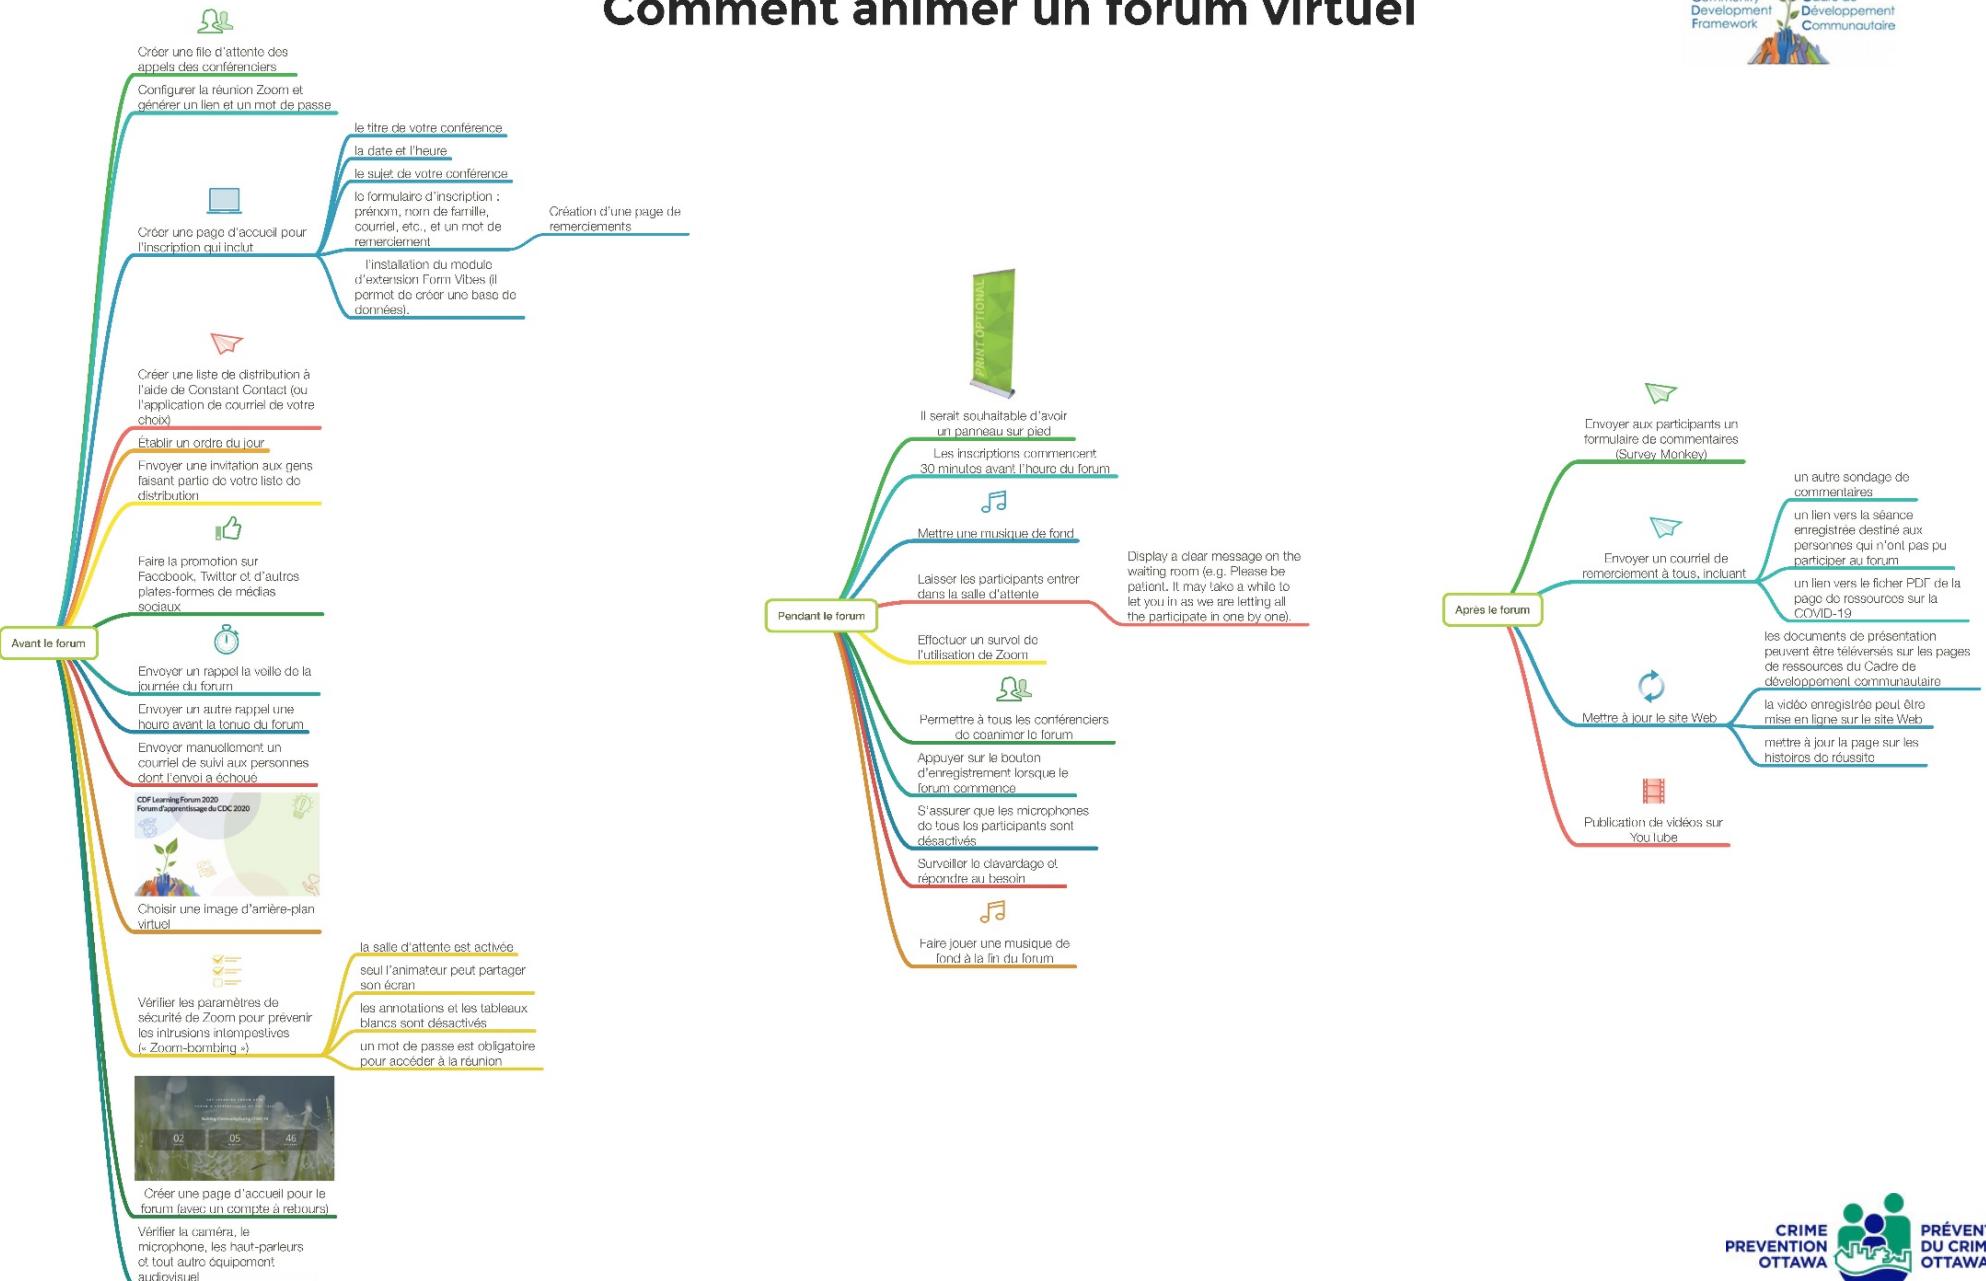 Comment animer un forum virtuel
Development
Framework
Développement
Communautaire
Créer une file d'attente des
appels des conférenciers
Configurer la réunion Zoom et
générer un lien et un mot de passe
Créer une page d'accueil pour
l'inscription qui inclut
le titre de votre conférence
la date et l'heure
le sujet de votre conférence
le formulaire d'inscription :
prénom, nom de famille,
courriel, etc., et un mot de
remerciement
Création d'une page de
remerciements
l'installation du module
d'extension Form Vibes (il
permet de créer une base de
données).
Créer une liste de distribution à
l'aide de Constant Contact (ou
l'application de courriel de votre
choix)
Établir un ordre du jour
Envoyer une invitation aux gens
faisant partie de votre liste de
distribution
Faire la promotion sur
Facebook, Twitter et d'autres
plates-formes de médias
sociaux
Avant le forum
Envoyer un rappel la veille de la
journée du forum
Envoyer un autre rappel une
heure avant la tenue du forum
Envoyer manuellement un
courriel de suivi aux personnes
dont l'envoi a échoué
CDF Learning Forum 2020
Forum d'apprentissage du CDC 2020
Choisir une image d'arrière-plan
virtuel
Vérifier les paramètres de
sécurité de Zoom pour prévenir
les intrusions intempestives
(« Zoom-bombing »)
la salle d'attente est activée
seul l'animateur peut partager
son écran
les annotations et les tableaux
blancs sont désactivés
un mot de passe est obligatoire
pour accéder à la réunion
02 05 46
Créer une page d'accueil pour le
forum (avec un compte à rebours)
Vérifier la caméra, le
microphone, les haut-parleurs
et tout autre équipement
audiovisuel
PRINT OPTIONAL
Il serait souhaitable d'avoir
un panneau sur pied
Les inscriptions commencent
30 minutes avant l'heure du forum
Mettre une musique de fond
Laisser les participants entrer
dans la salle d'attente
Display a clear message on the
waiting room (e.g. Please be
patient. It may take a while to
let you in as we are letting all
the participate in one by one).
Pendant le forum
Effectuer un survol de
l'utilisation de Zoom
Permettre à tous les conférenciers
de coanimer le forum
Appuyer sur le bouton
d'enregistrement lorsque le
forum commence
S'assurer que les microphones
de tous les participants sont
désactivés
Surveiller le clavardage et
répondre au besoin
Faire jouer une musique de
fond à la fin du forum
Envoyer aux participants un
formulaire de commentaires
(Survey Monkey)
Envoyer un courriel de
remerciement à tous, incluant
un autre sondage de
commentaires
un lien vers la séance
enregistrée destiné aux
personnes qui n'ont pas pu
participer au forum
un lien vers le ficher PDF de la
page de ressources sur la
COVID-19
Après le forum
Mettre à jour le site Web
les documents de présentation
peuvent être téléversés sur les pages
de ressources du Cadre de
développement communautaire
la vidéo enregistrée peut être
mise en ligne sur le site Web
mettre à jour la page sur les
histoires de réussite
Publication de vidéos sur
YouTube
CRIME
PREVENTION
OTTAWA
PRÉVENT
DU CRIM
OTTAWA